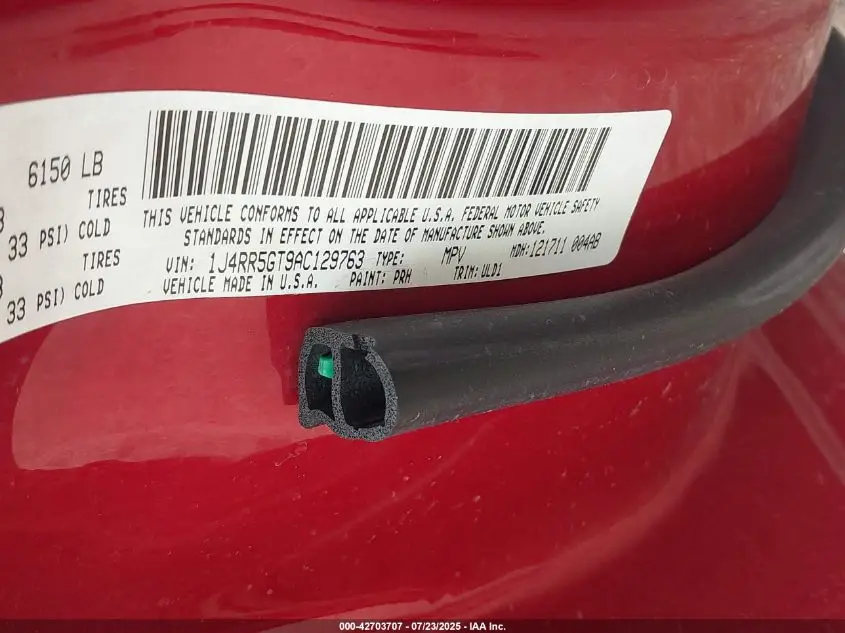 6150 LB
TIRES
33 PSI) COLD
TIRES
33 PSI) COLD
THIS VEHICLE CONFORMS TO ALL APPLICABLE U.S.A. FEDERAL MOTOR VEHICLE SAFETY
STANDARDS IN EFFECT ON THE DATE OF MANUFACTURE SHOWN ABOVE.
VIN: 1J4RR5GT9AC129763 TYPE: MPV MDH:121711 004AB
VEHICLE MADE IN U.S.A. PAINT: PRH TRIM:WLD1
000-42703707 - 07/23/2025 - IAA Inc.